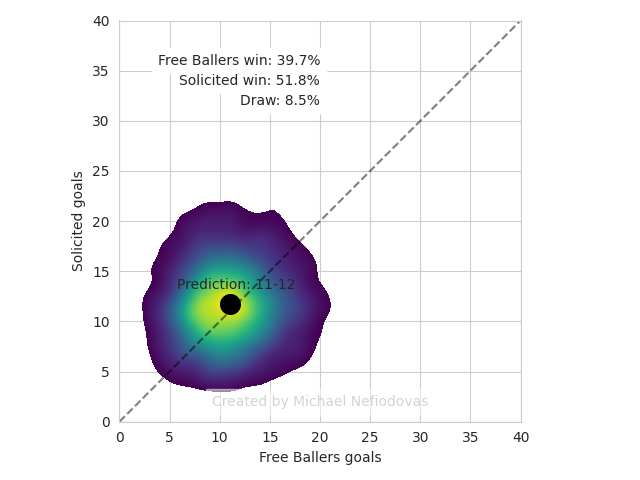 Free Ballers win: 39.7%
Solicited win: 51.8%
Draw: 8.5%
Prediction: 11-12
Created by Michael Nefiodovas
Solicited goals
40
35
30
25
20
15
10
5
0
0 5 10 15 20 25 30 35 40
Free Ballers goals